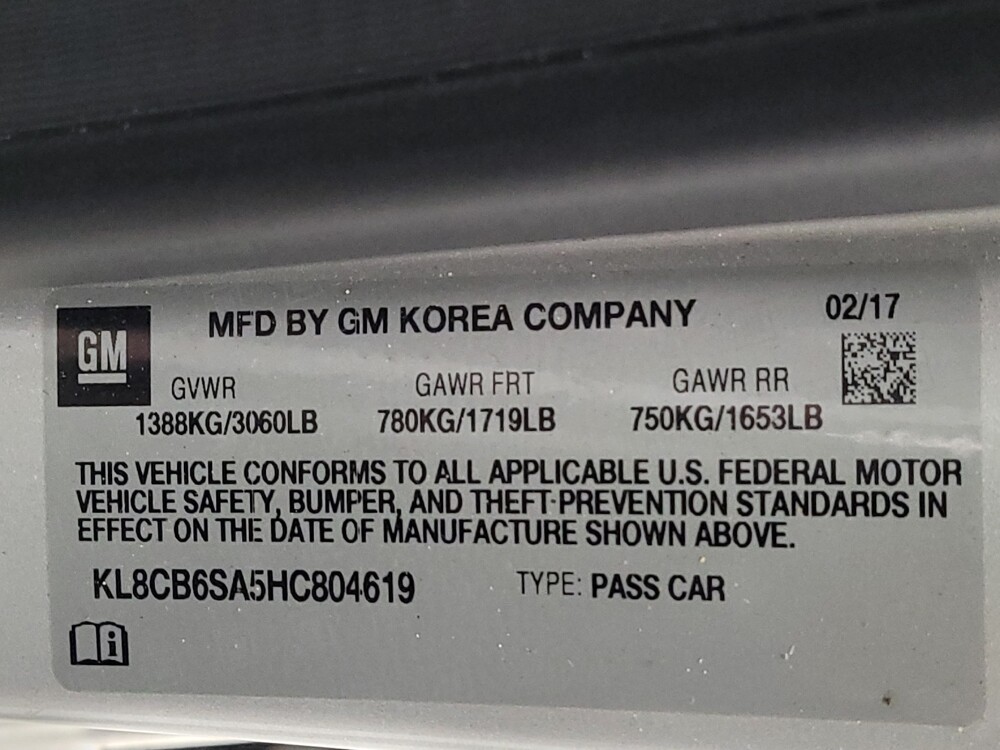 GM
MFD BY GM KOREA COMPANY
02/17
GVWR GAWR FRT GAWR RR
1388KG/3060LB 780KG/1719LB 750KG/1653LB
THIS VEHICLE CONFORMS TO ALL APPLICABLE U.S. FEDERAL MOTOR
VEHICLE SAFETY, BUMPER, AND THEFT PREVENTION STANDARDS IN
EFFECT ON THE DATE OF MANUFACTURE SHOWN ABOVE.
KL8CB6SA5HC804619 TYPE: PASS CAR
i